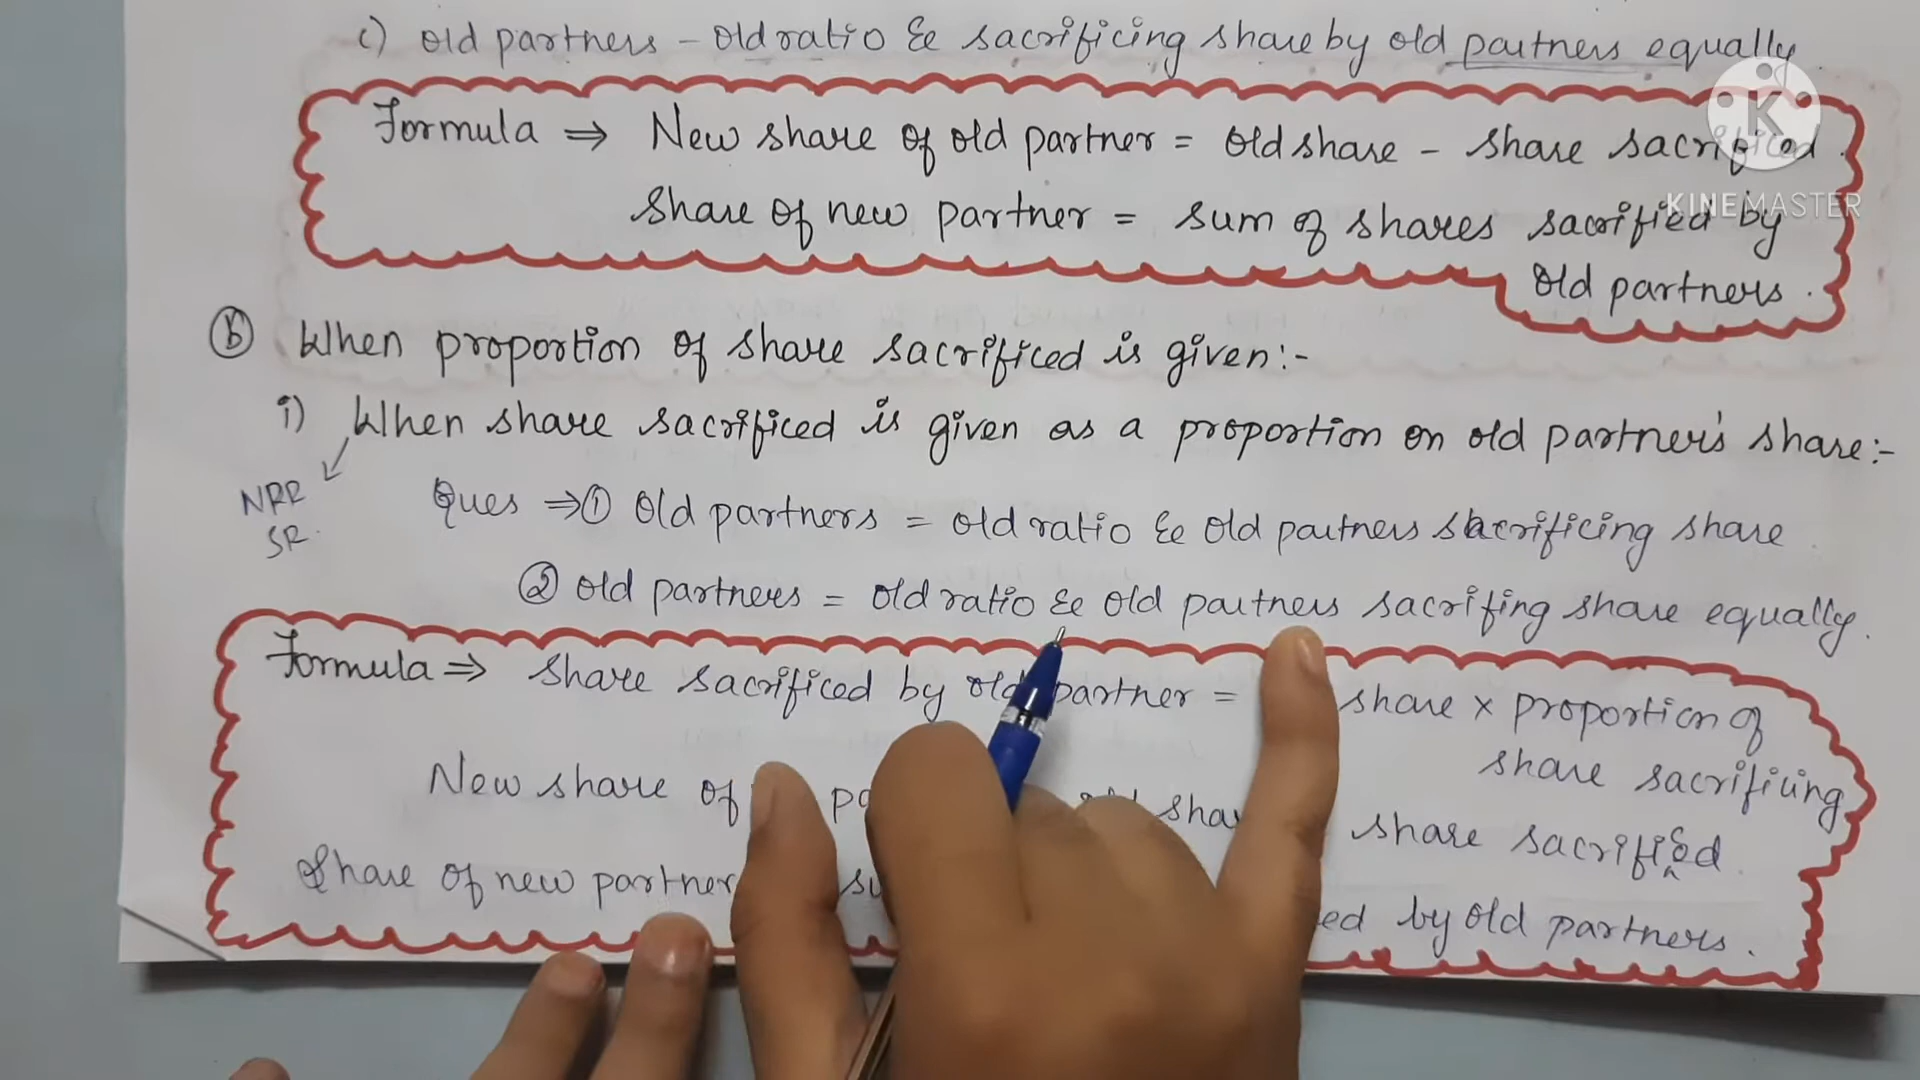 c) old partners - old ratio & sacrificing share by old partners equally.
Formula ⇒ New share of old partner = old share - share sacrificed.
share of new partner = sum of shares sacrified by
old partners.
K
KINEMASTER
ⓑ When proportion of share sacrificed is given:-
i) When share sacrificed is given as a proportion on old partner's share:-
NPR
SR.
Ques ⇒ ① Old partners = old ratio & old partners sacrificing share
② old partners = old ratio & old partners sacrifing share equally.
Formula ⇒ share sacrificed by old partner = share × proportion of
share sacrificing
New share of old share share sacrificed.
Share of new partner by old partners.